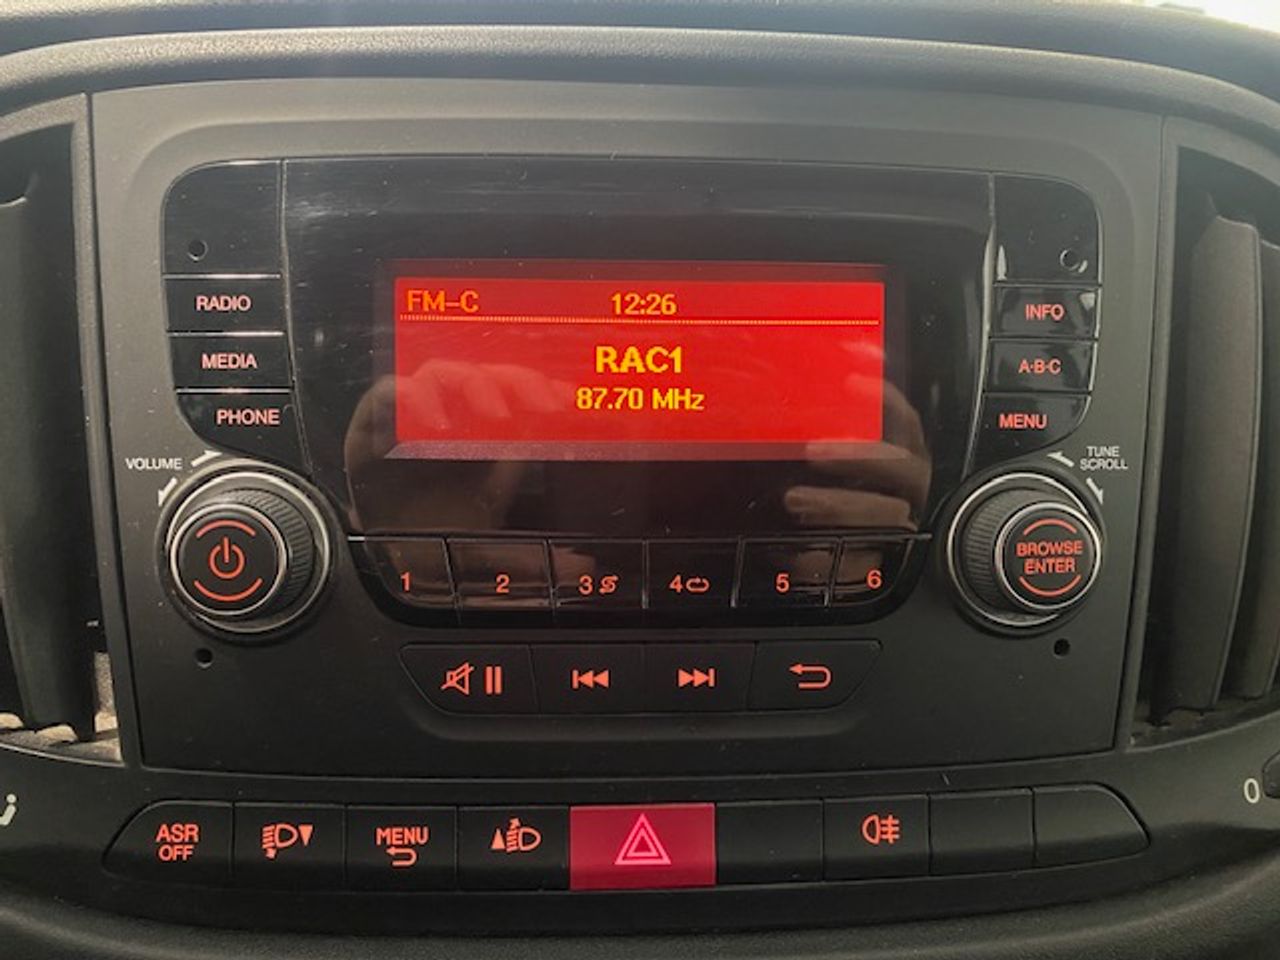 FM-C 12:26
RAC1
87.70 MHz
RADIO
MEDIA
PHONE
INFO
A·B·C
MENU
VOLUME
TUNE
SCROLL
BROWSE
ENTER
1 2 3 4 5 6
ASR
OFF
MENU
0